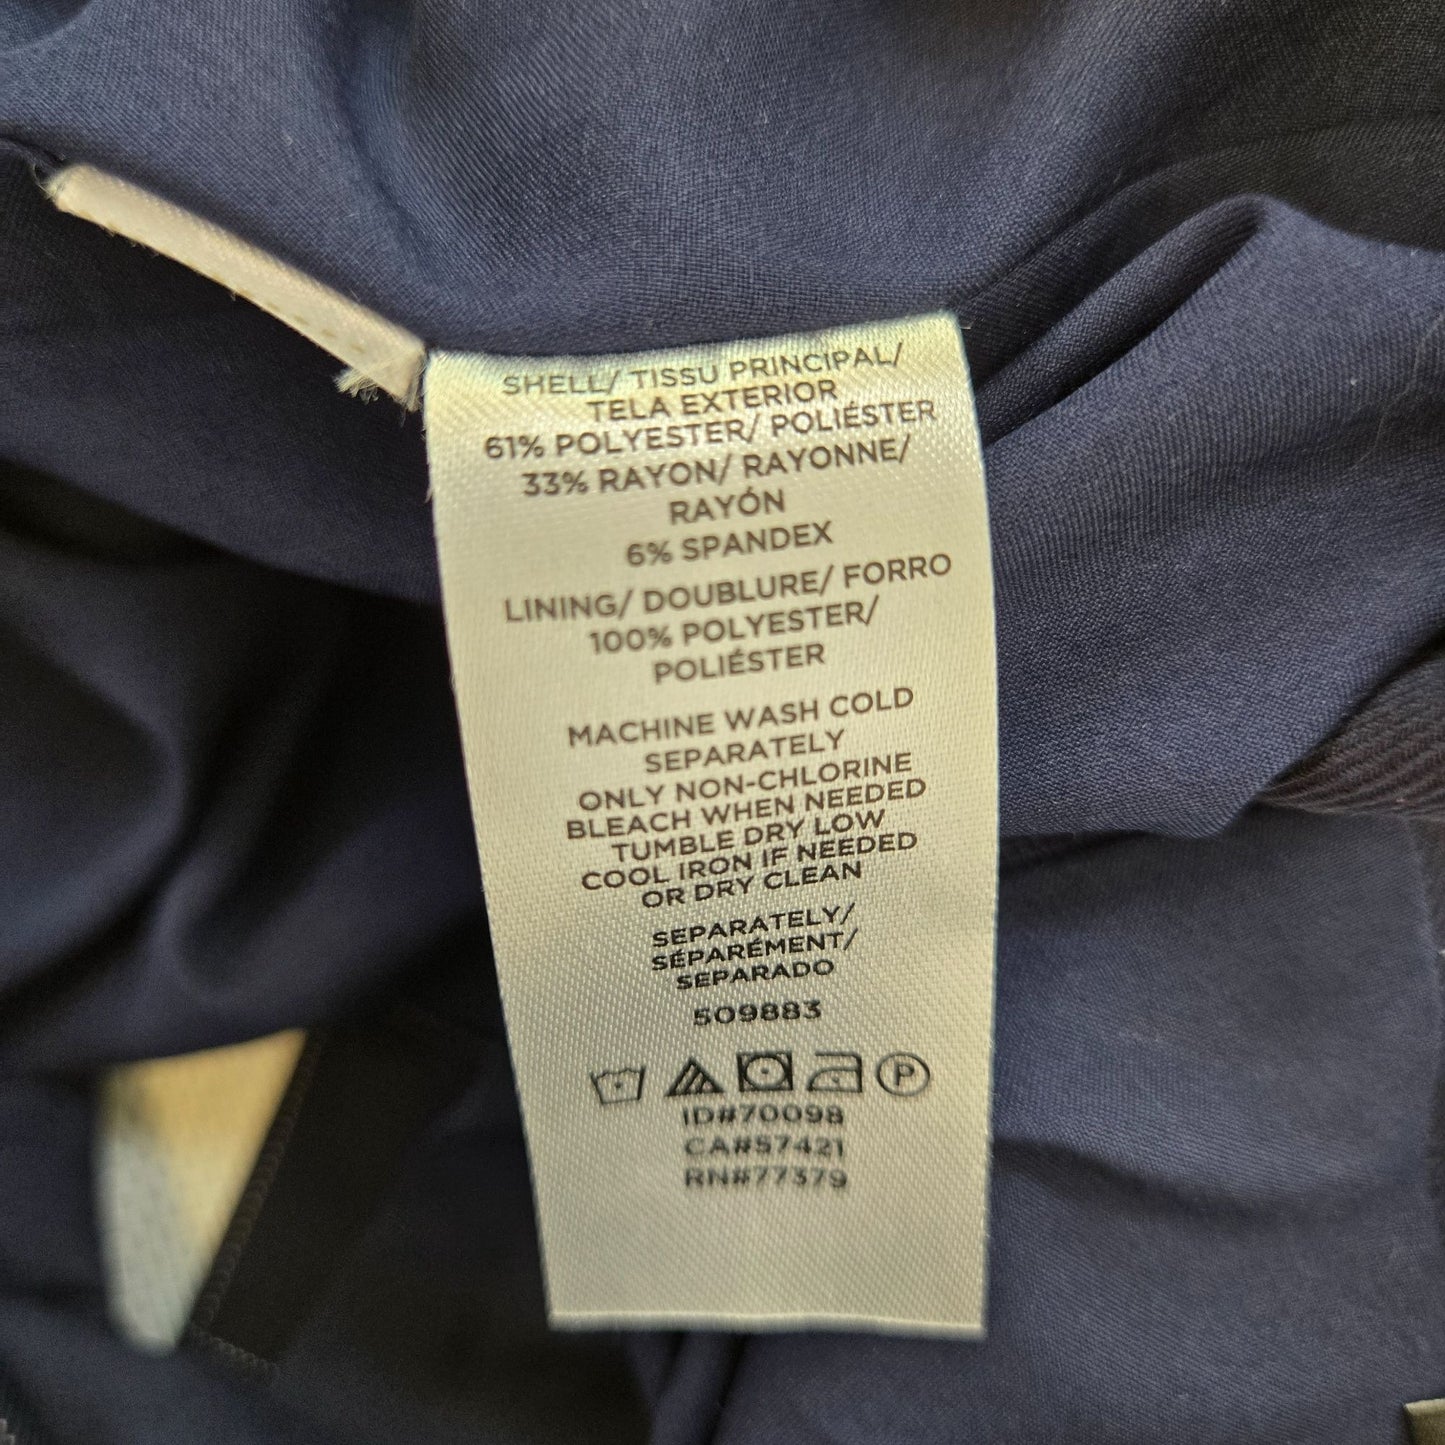 SHELL/ TISSU PRINCIPAL/
TELA EXTERIOR
61% POLYESTER/ POLIÉSTER
33% RAYON/ RAYONNE/
RAYÓN
6% SPANDEX
LINING/ DOUBLURE/ FORRO
100% POLYESTER/
POLIÉSTER
MACHINE WASH COLD
SEPARATELY
ONLY NON-CHLORINE
BLEACH WHEN NEEDED
TUMBLE DRY LOW
COOL IRON IF NEEDED
OR DRY CLEAN
SEPARATELY/
SÉPARÉMENT/
SEPARADO
509883
P
ID#70098
CA#57421
RN#77379